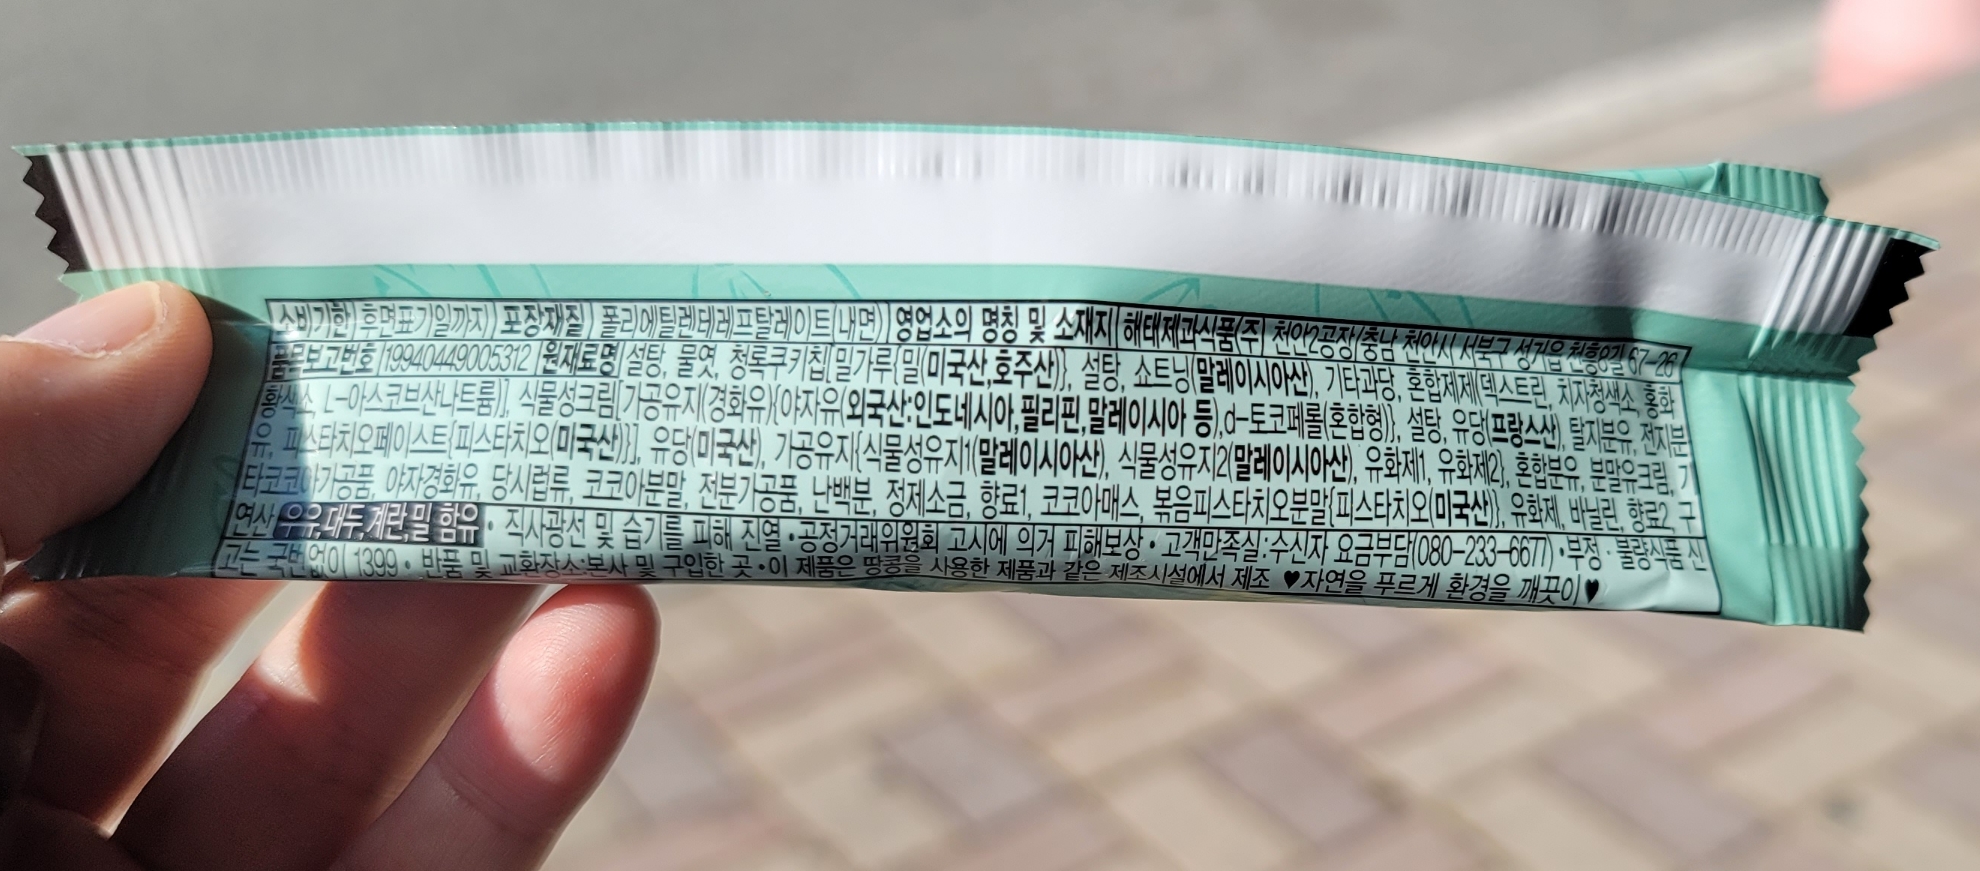 소비기한 후면표기일까지 포장재질 폴리에틸렌테레프탈레이트(내면) 영업소의 명칭 및 소재지 해태제과식품(주) 천안2공장(충남 천안시 서북구 성거읍 천흥8길 67-26
품목보고번호 19940449005312 원재료명 설탕, 물엿, 청록쿠키칩[밀가루{밀(미국산,호주산)}, 설탕, 쇼트닝(말레이시아산), 기타과당, 혼합제제(덱스트린, 치자청색소, 홍화
황색소, L-아스코브산나트륨)], 식물성크림[가공유지(경화유){야자유(외국산:인도네시아,필리핀,말레이시아 등),d-토코페롤(혼합형)}, 설탕, 유당(프랑스산), 탈지분유, 전지분
유, 피스타치오페이스트{피스타치오(미국산)}], 유당(미국산), 가공유지{식물성유지1(말레이시아산), 식물성유지2(말레이시아산), 유화제1, 유화제2}, 혼합분유, 분말유크림, 기
타코코아가공품, 야자경화유, 당시럽류, 코코아분말, 전분가공품, 난백분, 정제소금, 향료1, 코코아매스, 볶음피스타치오분말{피스타치오(미국산)}, 유화제, 바닐린, 향료2, 구
연산 우유,대두,계란,밀 함유 • 직사광선 및 습기를 피해 진열 • 공정거래위원회 고시에 의거 피해보상 • 고객만족실:수신자 요금부담(080-233-6677) • 부정 · 불량식품 신
고는 국번없이 1399 • 반품 및 교환장소:본사 및 구입한 곳 • 이 제품은 땅콩을 사용한 제품과 같은 제조시설에서 제조 ♥자연을 푸르게 환경을 깨끗이♥